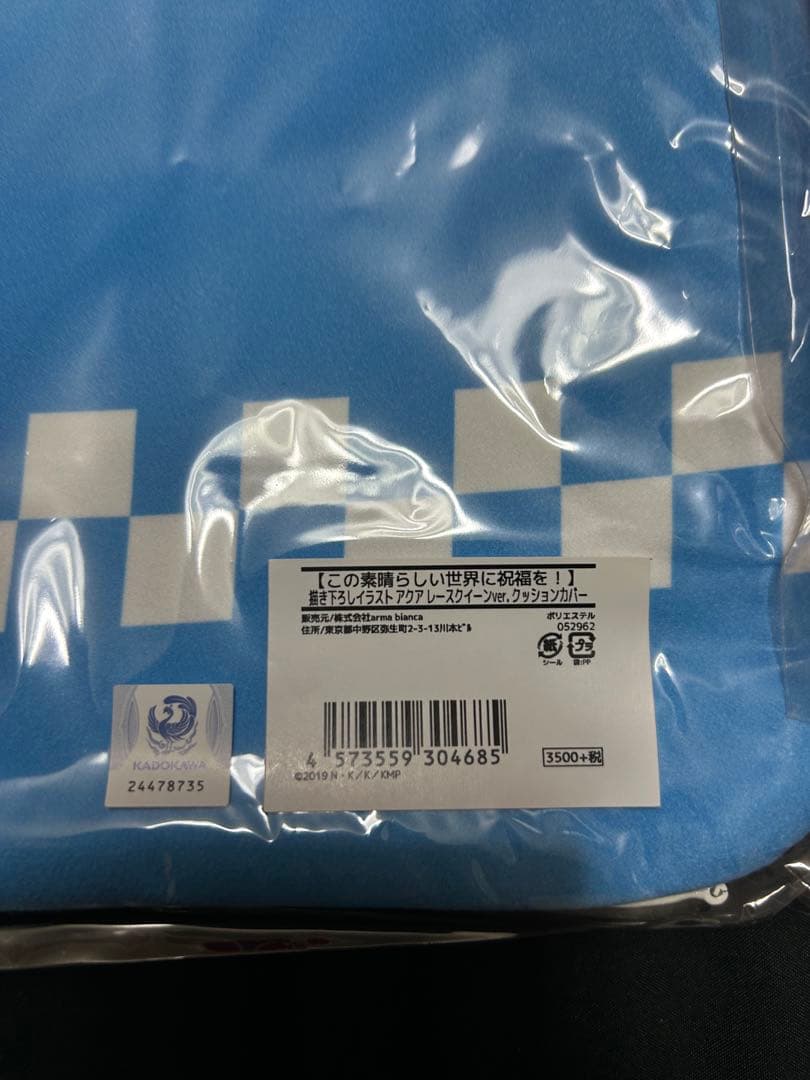 【この素晴らしい世界に祝福を！】
描き下ろしイラスト アクア レースクイーンver. クッションカバー
販売元/株式会社arma bianca
住所/東京都中野区弥生町2-3-13川本ﾋﾞﾙ
ポリエステル
052962
紙
シール
プラ
袋:PP
4 573559 304685
3500+税
©2019 N・K/K/KMP
KADOKAWA
24478735